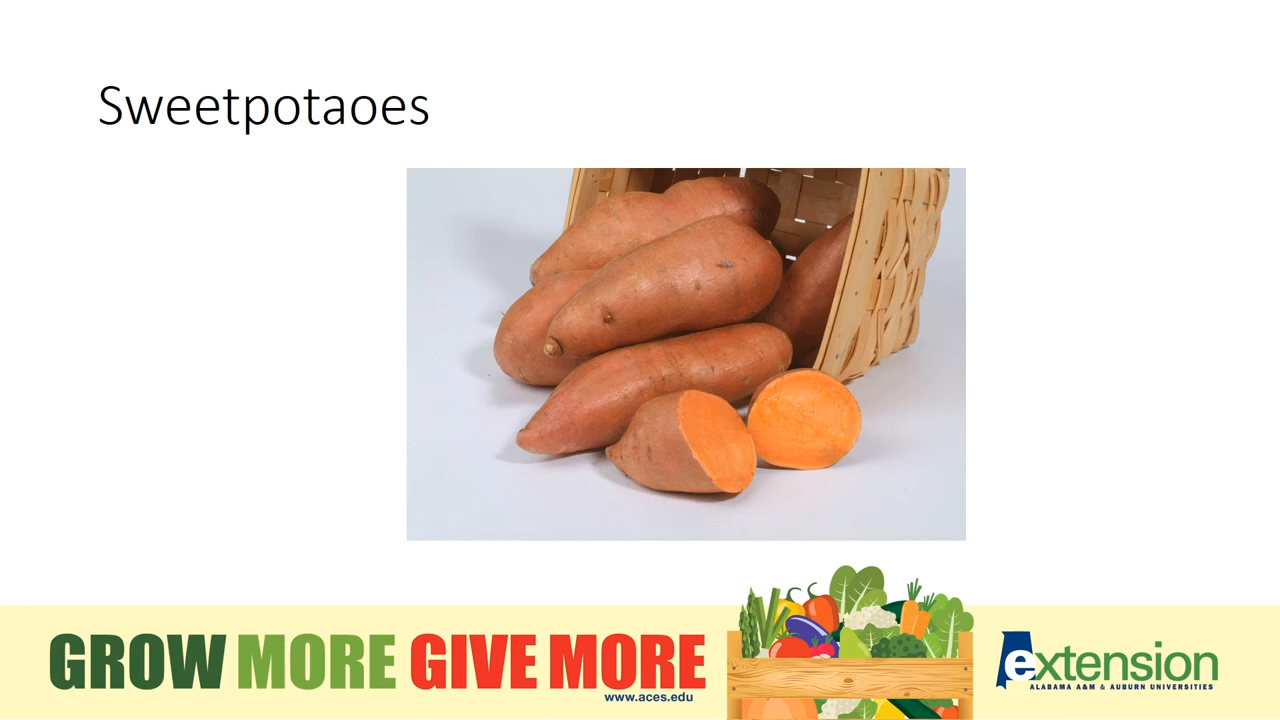 Sweetpotaoes
GROW MORE GIVE MORE
www.aces.edu
extension
ALABAMA A&M & AUBURN UNIVERSITIES